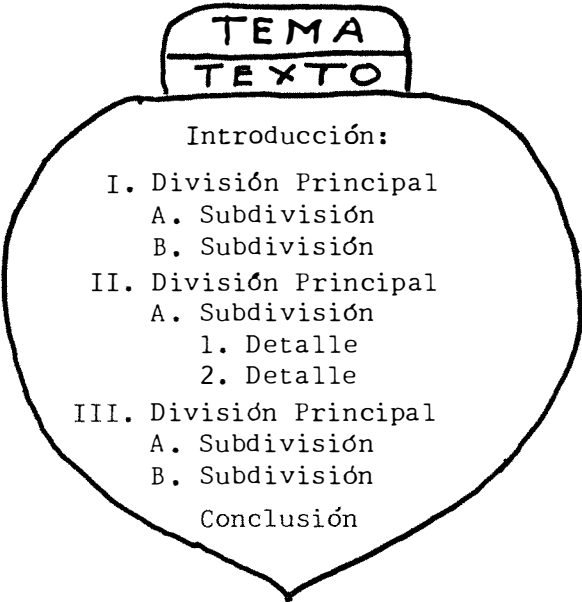 TEMA
TEXTO
Introducción:
I. División Principal
A. Subdivisión
B. Subdivisión
II. División Principal
A. Subdivisión
1. Detalle
2. Detalle
III. División Principal
A. Subdivisión
B. Subdivisión
Conclusión